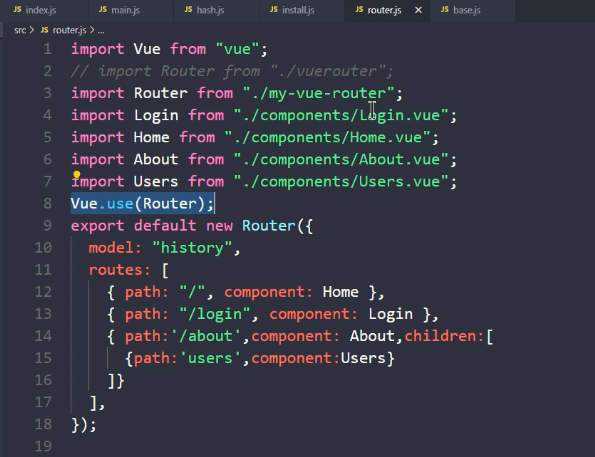 JS index.js JS main.js JS hash.js JS install.js JS router.js × JS base.js
src > JS router.js > ...
1 import Vue from "vue";
2 // import Router from "./vuerouter";
3 import Router from "./my-vue-router";
4 import Login from "./components/Login.vue";
5 import Home from "./components/Home.vue";
6 import About from "./components/About.vue";
7 import Users from "./components/Users.vue";
8 Vue.use(Router);
9 export default new Router({
10 model: "history",
11 routes: [
12 { path: "/", component: Home },
13 { path: "/login", component: Login },
14 { path:'/about',component: About,children:[
15 {path:'users',component:Users}
16 ]}
17 ],
18 });
19